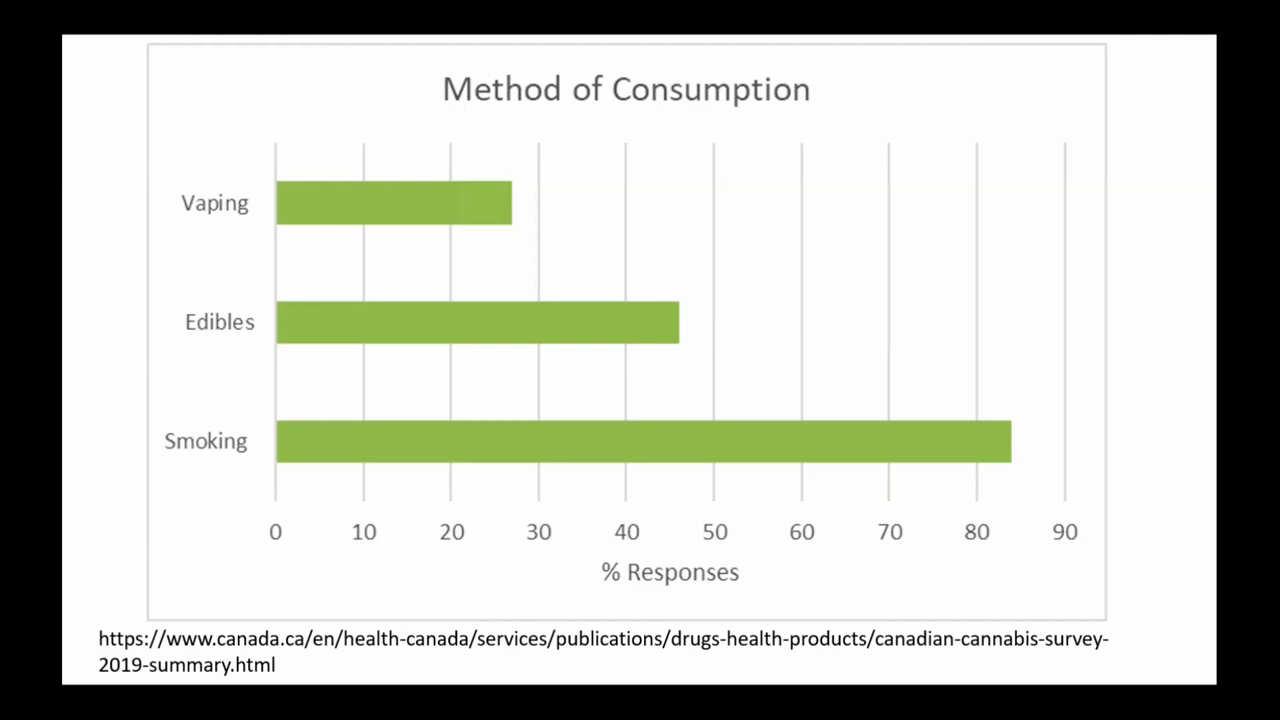 Method of Consumption
Vaping
Edibles
Smoking
0 10 20 30 40 50 60 70 80 90
% Responses
https://www.canada.ca/en/health-canada/services/publications/drugs-health-products/canadian-cannabis-survey-
2019-summary.html